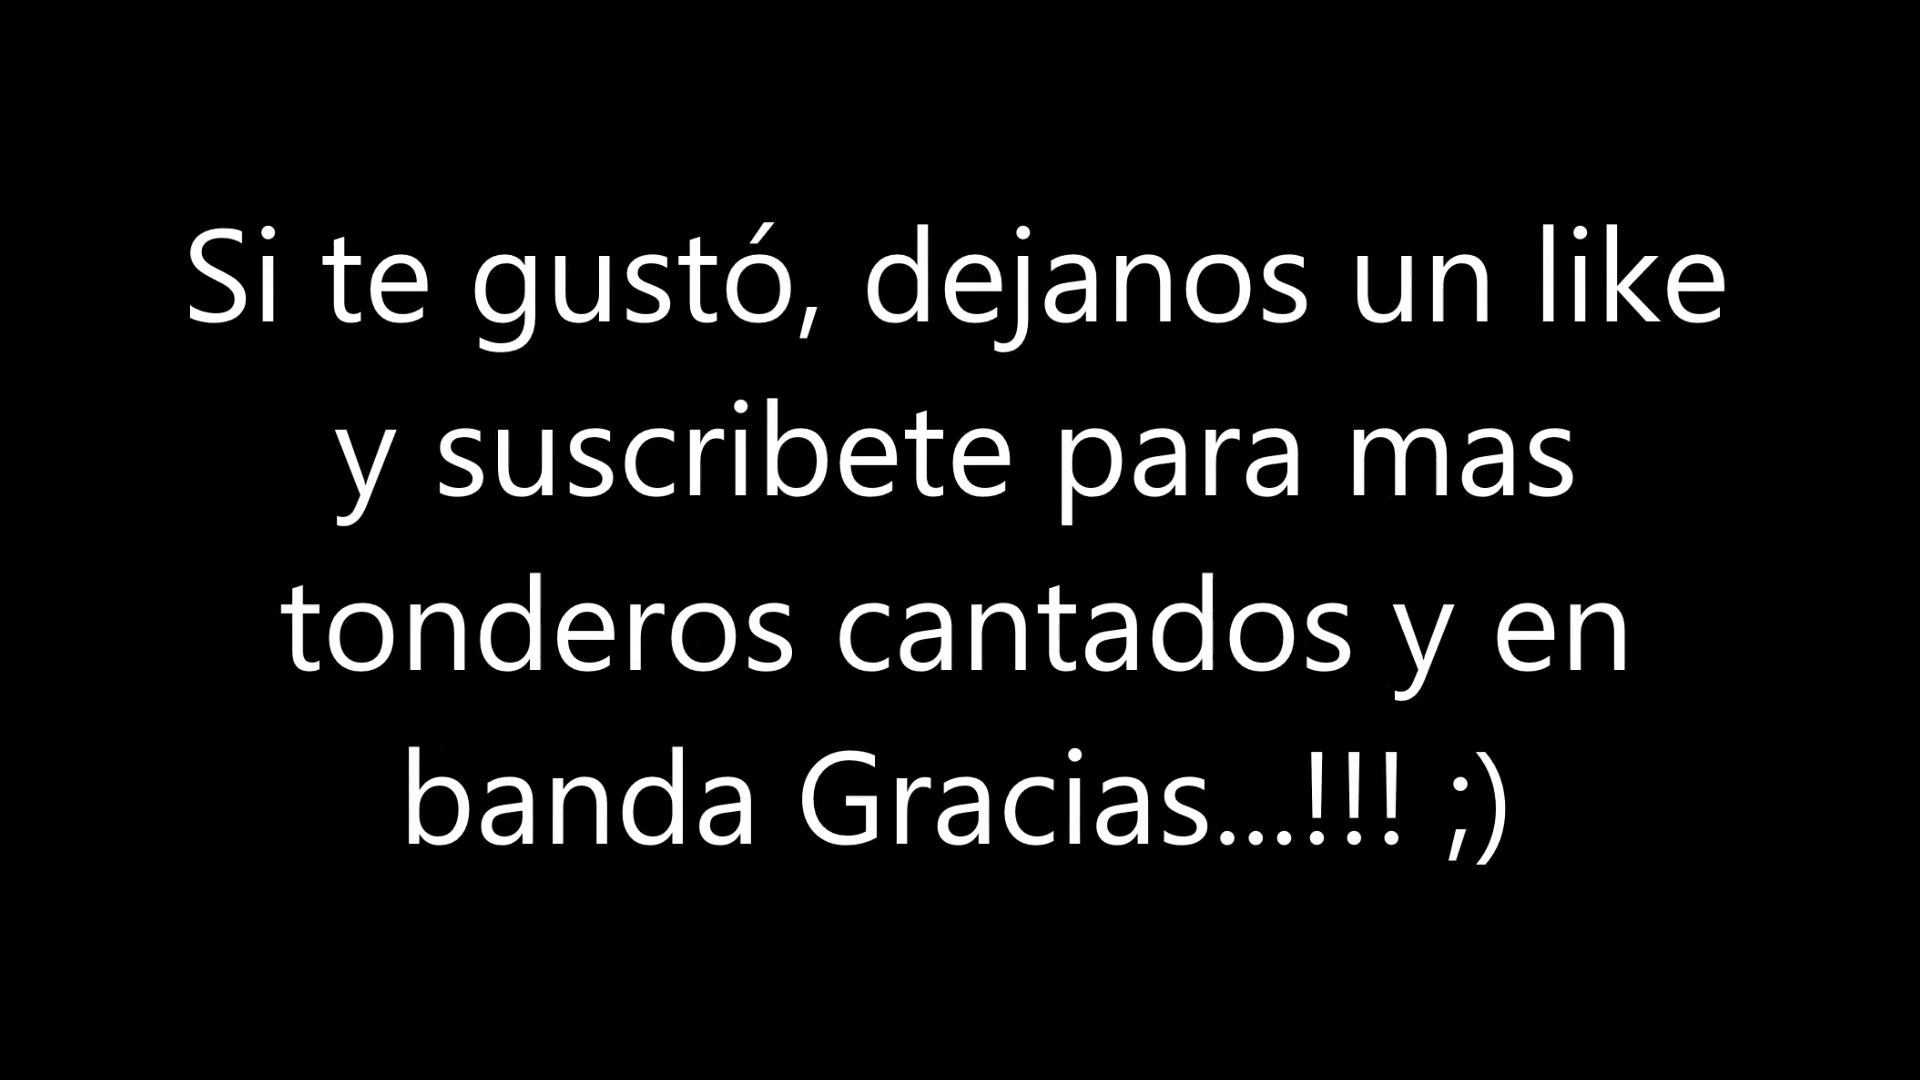 Si te gustó, dejanos un like
y suscribete para mas
tonderos cantados y en
banda Gracias...!!! ;)